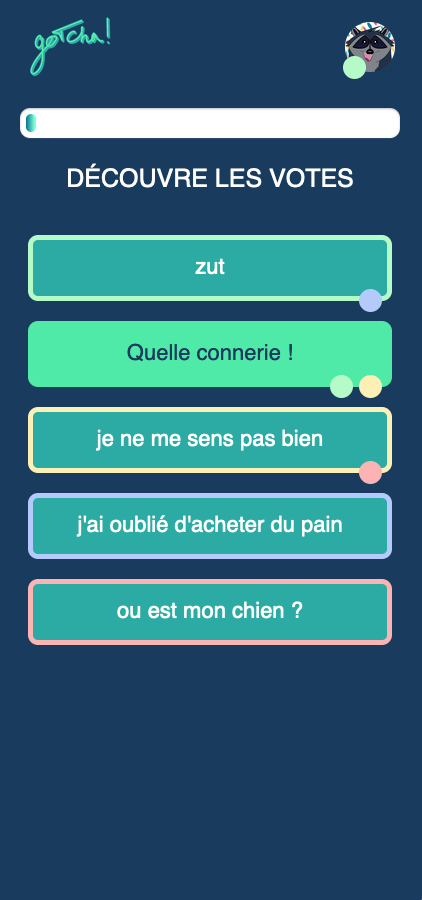 gotcha!
DÉCOUVRE LES VOTES
zut
Quelle connerie !
je ne me sens pas bien
j'ai oublié d'acheter du pain
ou est mon chien ?